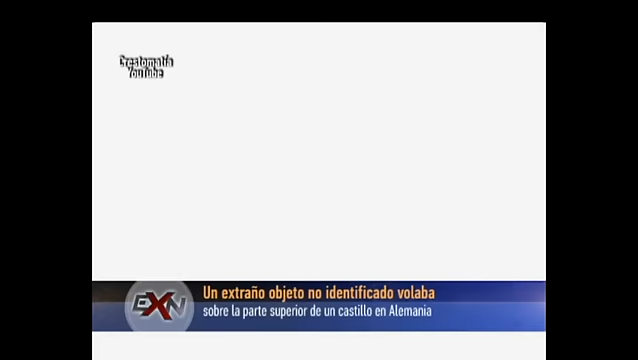 Crestomatía
YouTube
EXN
Un extraño objeto no identificado volaba
sobre la parte superior de un castillo en Alemania